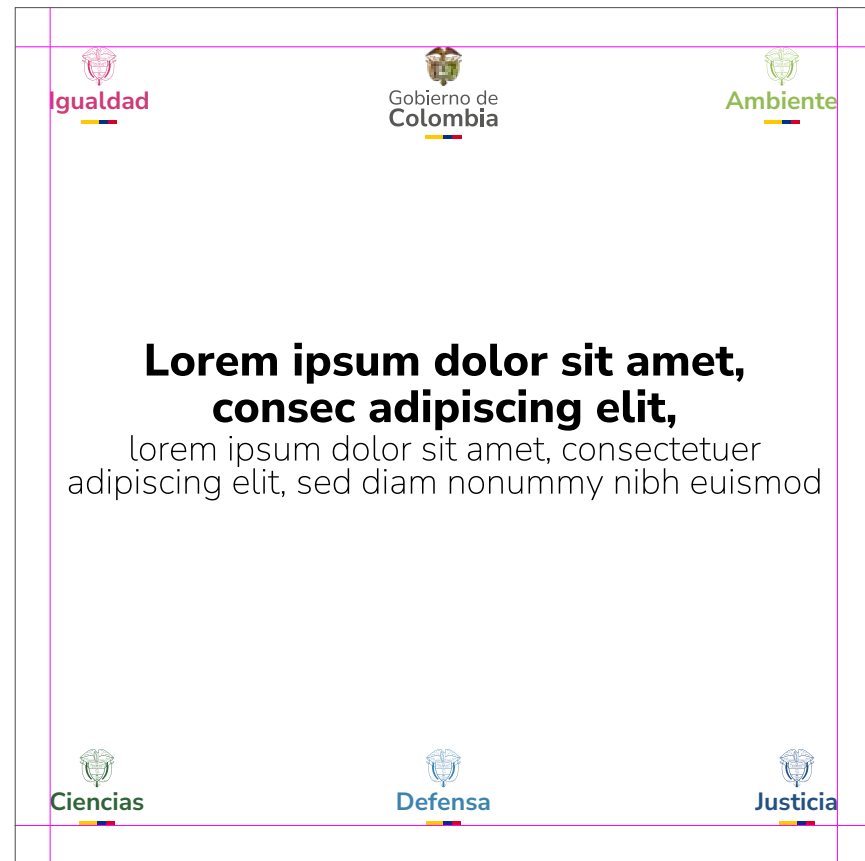 Igualdad
Gobierno de
Colombia
Ambiente
Lorem ipsum dolor sit amet,
consec adipiscing elit,
lorem ipsum dolor sit amet, consectetuer
adipiscing elit, sed diam nonummy nibh euismod
Ciencias
Defensa
Justicia